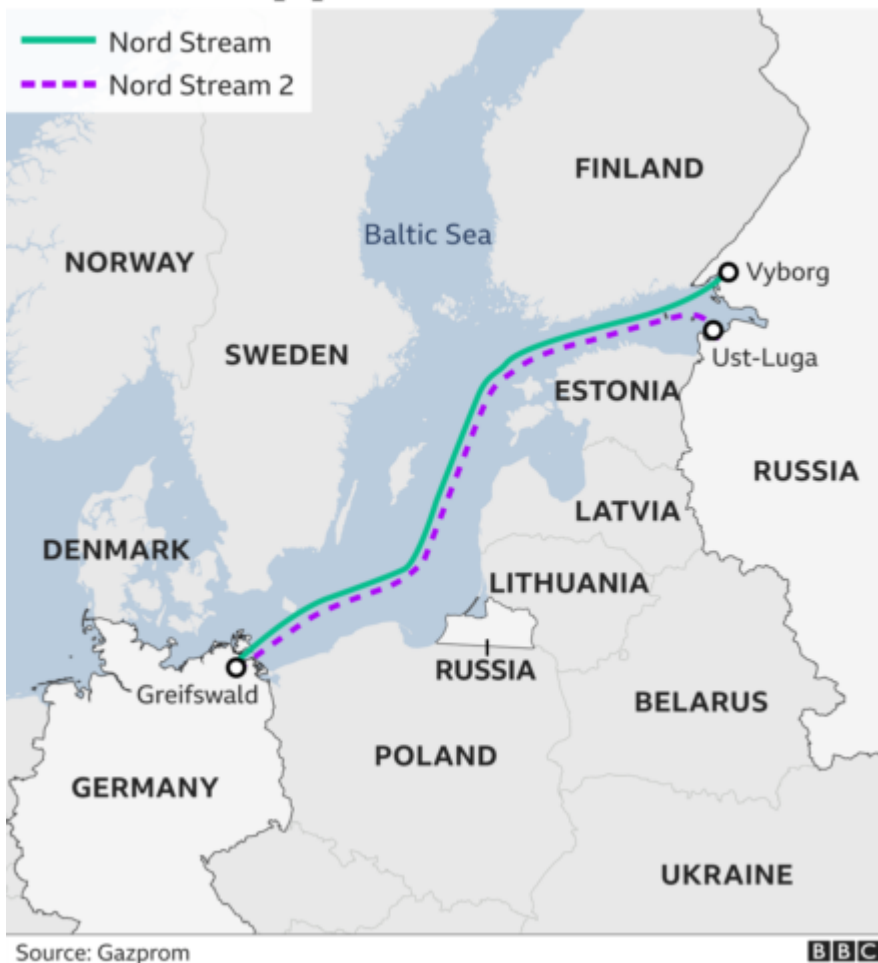 Nord Stream
Nord Stream 2
FINLAND
Baltic Sea
NORWAY
Vyborg
SWEDEN
Ust-Luga
ESTONIA
RUSSIA
LATVIA
DENMARK
LITHUANIA
RUSSIA
Greifswald
BELARUS
POLAND
GERMANY
UKRAINE
Source: Gazprom
BBC